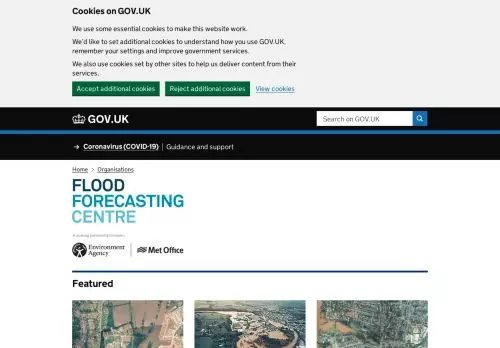 Cookies on GOV.UK
We use some essential cookies to make this website work.
We'd like to set additional cookies to understand how you use GOV.UK,
remember your settings and improve government services.
We also use cookies set by other sites to help us deliver content from their
services.
Accept additional cookies Reject additional cookies View cookies
GOV.UK Search on GOV.UK
→ Coronavirus (COVID-19) Guidance and support
Home > Organisations
FLOOD
FORECASTING
CENTRE
A working partnership between
Environment
Agency Met Office
Featured